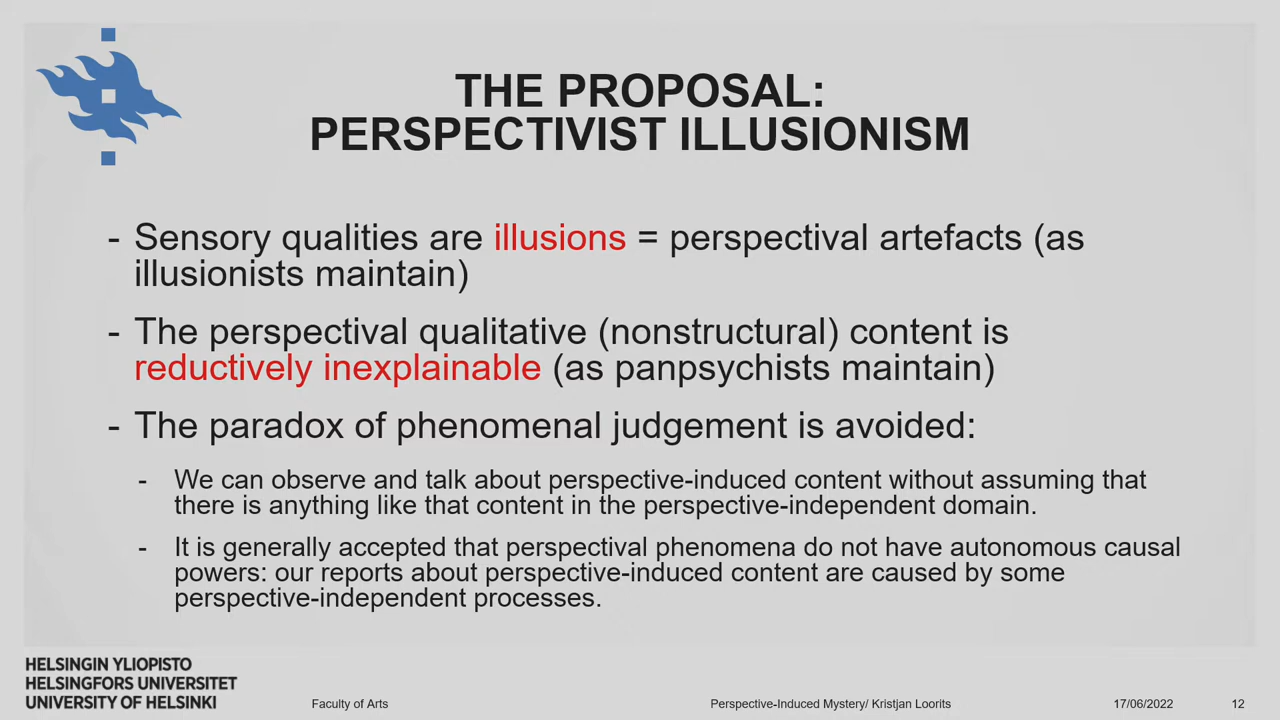 THE PROPOSAL:
PERSPECTIVIST ILLUSIONISM
- Sensory qualities are illusions = perspectival artefacts (as
illusionists maintain)
- The perspectival qualitative (nonstructural) content is
reductively inexplainable (as panpsychists maintain)
- The paradox of phenomenal judgement is avoided:
- We can observe and talk about perspective-induced content without assuming that
there is anything like that content in the perspective-independent domain.
- It is generally accepted that perspectival phenomena do not have autonomous causal
powers: our reports about perspective-induced content are caused by some
perspective-independent processes.
HELSINGIN YLIOPISTO
HELSINGFORS UNIVERSITET
UNIVERSITY OF HELSINKI
Faculty of Arts
Perspective-Induced Mystery/ Kristjan Loorits
17/06/2022
12